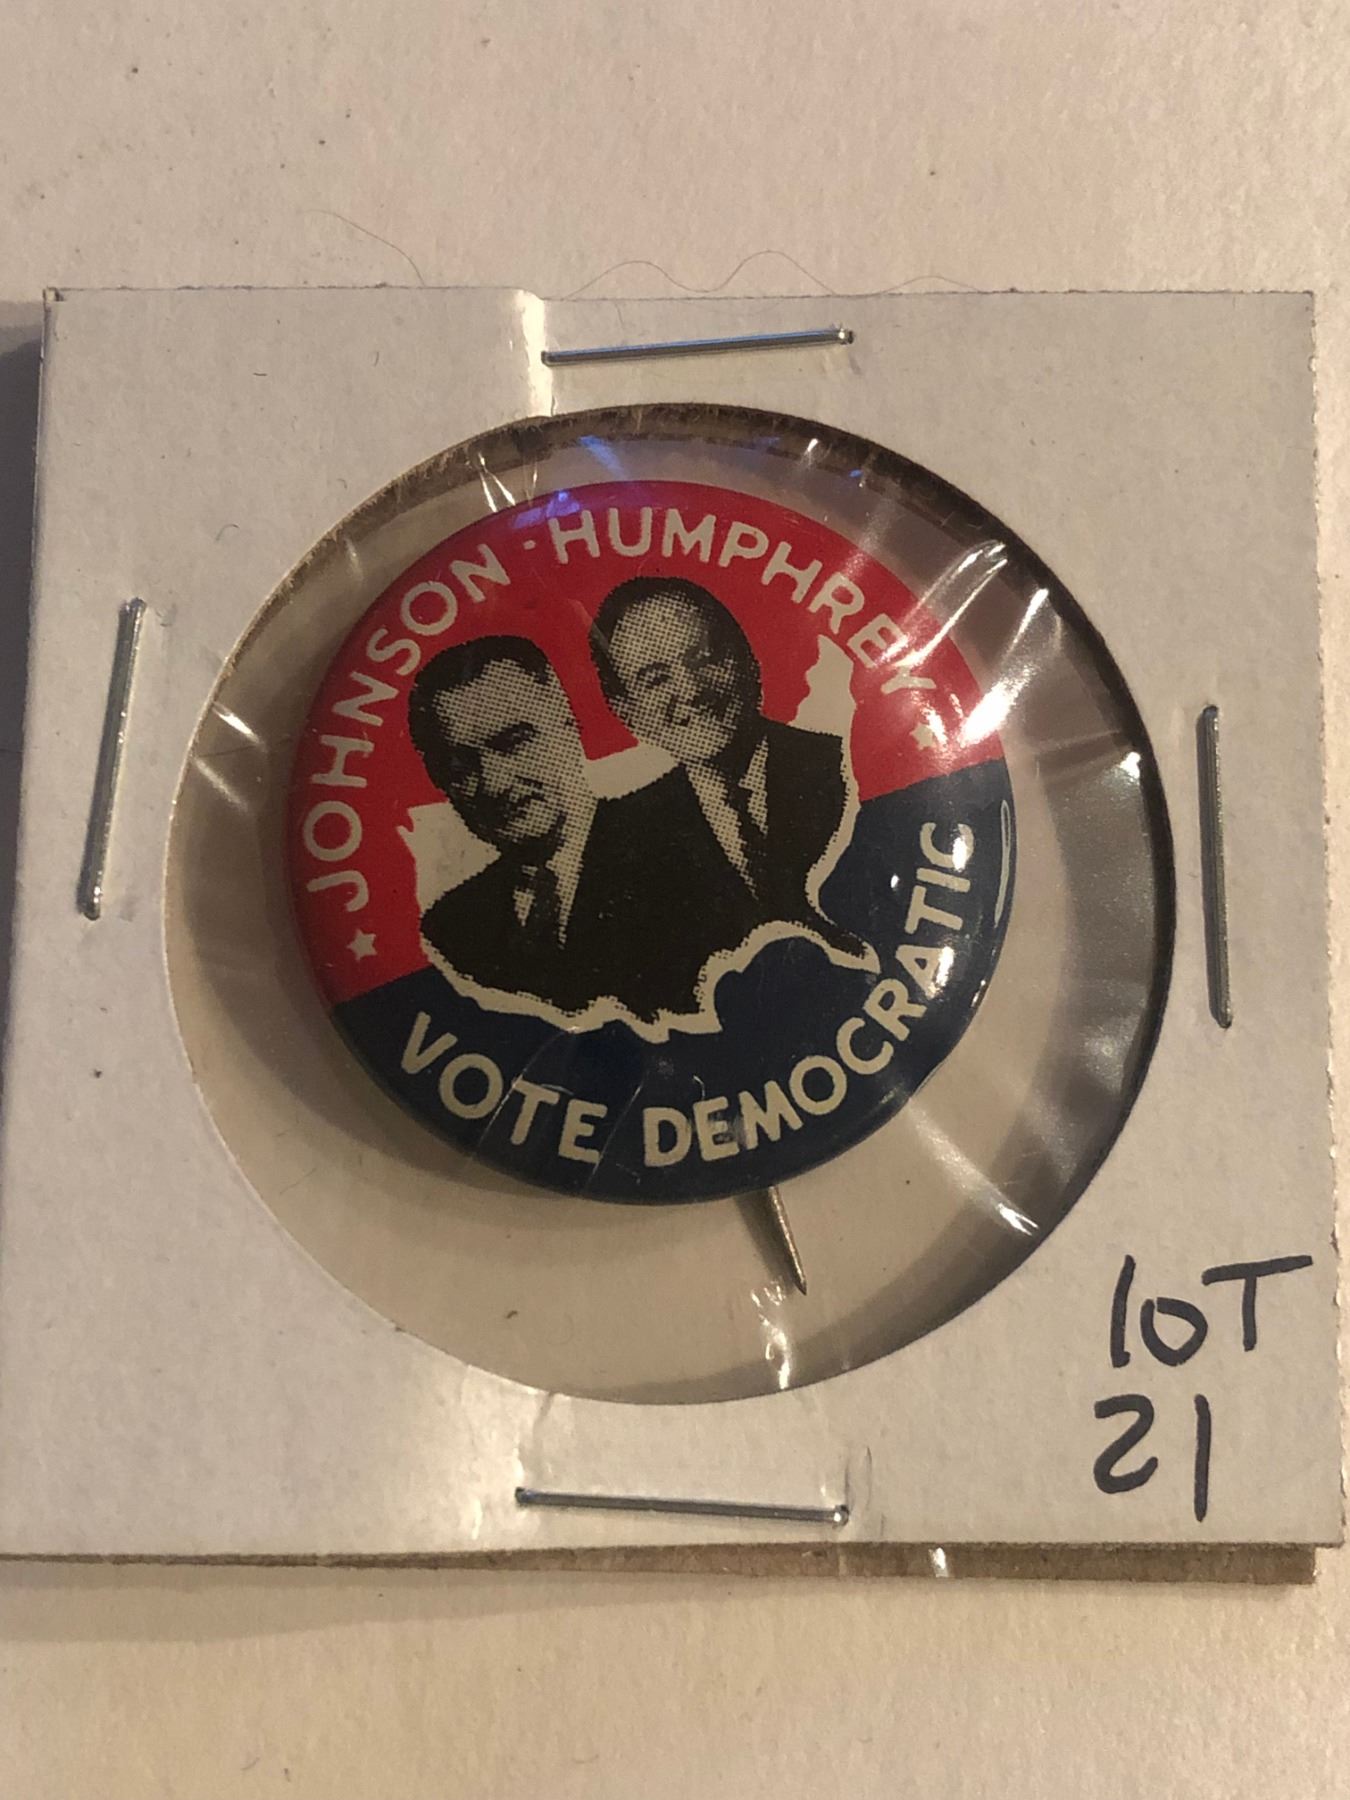 JOHNSON · HUMPHREY
VOTE DEMOCRATIC
LOT
21